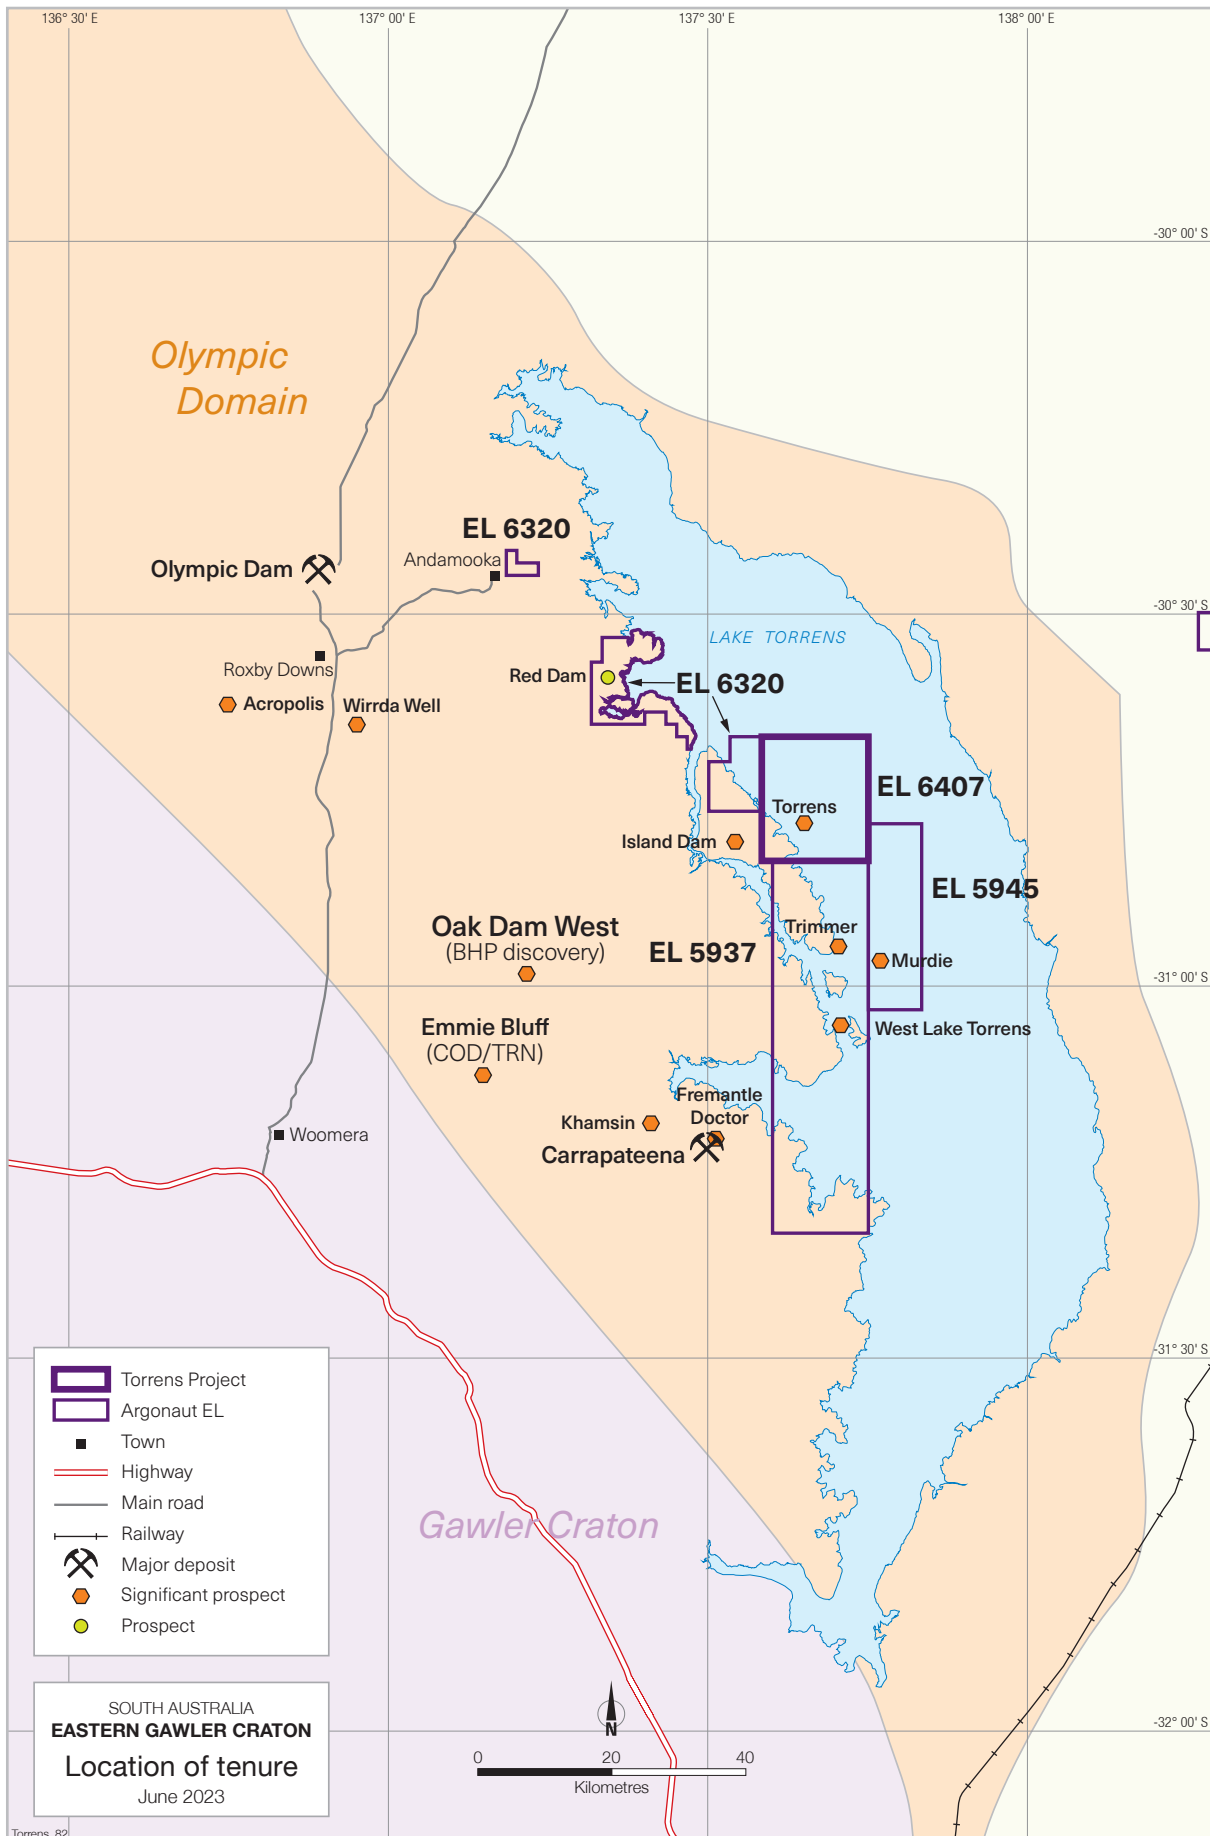 136° 30' E
137° 00' E
137° 30' E
138° 00' E
-30° 00' S
Olympic
Domain
EL 6320
Andamooka
Olympic Dam
-30° 30' S
LAKE TORRENS
Roxby Downs
Red Dam
EL 6320
Acropolis
Wirrda Well
EL 6407
Torrens
Island Dam
EL 5945
Oak Dam West
(BHP discovery)
Trimmer
EL 5937
Murdie
-31° 00' S
Emmie Bluff
(COD/TRN)
West Lake Torrens
Fremantle
Doctor
Khamsin
Woomera
Carrapateena
-31° 30' S
Torrens Project
Argonaut EL
Town
Highway
Main road
Railway
Major deposit
Significant prospect
Prospect
Gawler Craton
SOUTH AUSTRALIA
EASTERN GAWLER CRATON
Location of tenure
June 2023
N
-32° 00' S
0 20 40
Kilometres
Torrens_82